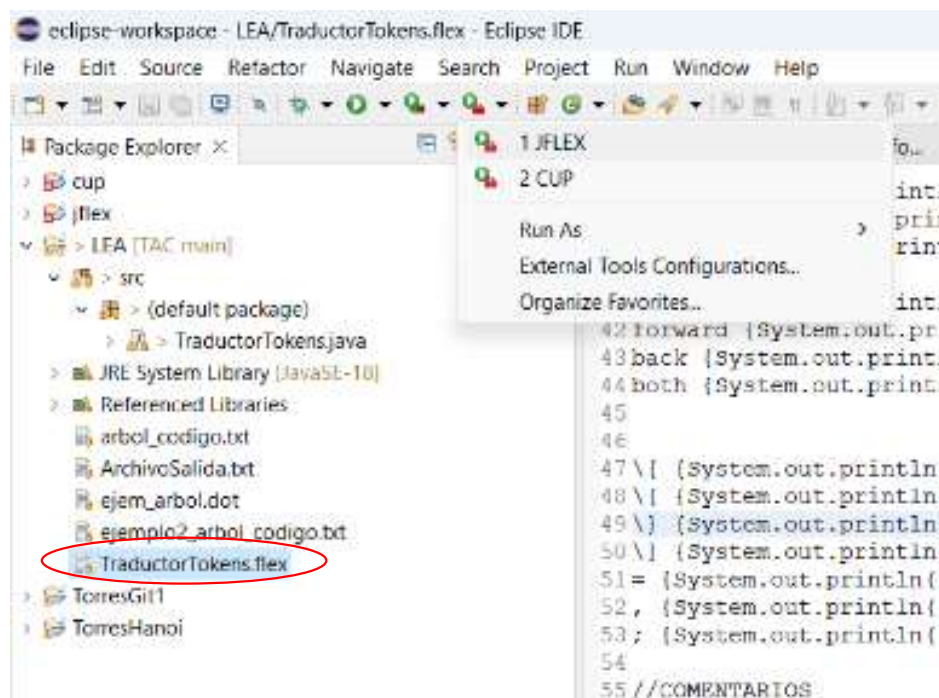 eclipse-workspace - LEA/TraductorTokens.flex - Eclipse IDE
File Edit Source Refactor Navigate Search Project Run Window Help
Package Explorer
1 JFLEX
fo...
cup
2 CUP
int
jflex
pri
> LEA [TAC main]
Run As
rin
> src
External Tools Configurations...
> (default package)
Organize Favorites...
int
> TraductorTokens.java
42 forward {System.out.pr
JRE System Library [JavaSE-18]
43 back {System.out.print
Referenced Libraries
44 both {System.out.print
arbol_codigo.txt
45
46
ArchivoSalida.txt
47 \{ {System.out.println
ejem_arbol.dot
48 \[ {System.out.println
ejemplo2_arbol_codigo.txt
49 \} {System.out.println
TraductorTokens.flex
50 \] {System.out.println
51 = {System.out.println(
TorresGit1
52 , {System.out.println(
TorresHanoi
53 ; {System.out.println(
54
55 //COMENTARIOS